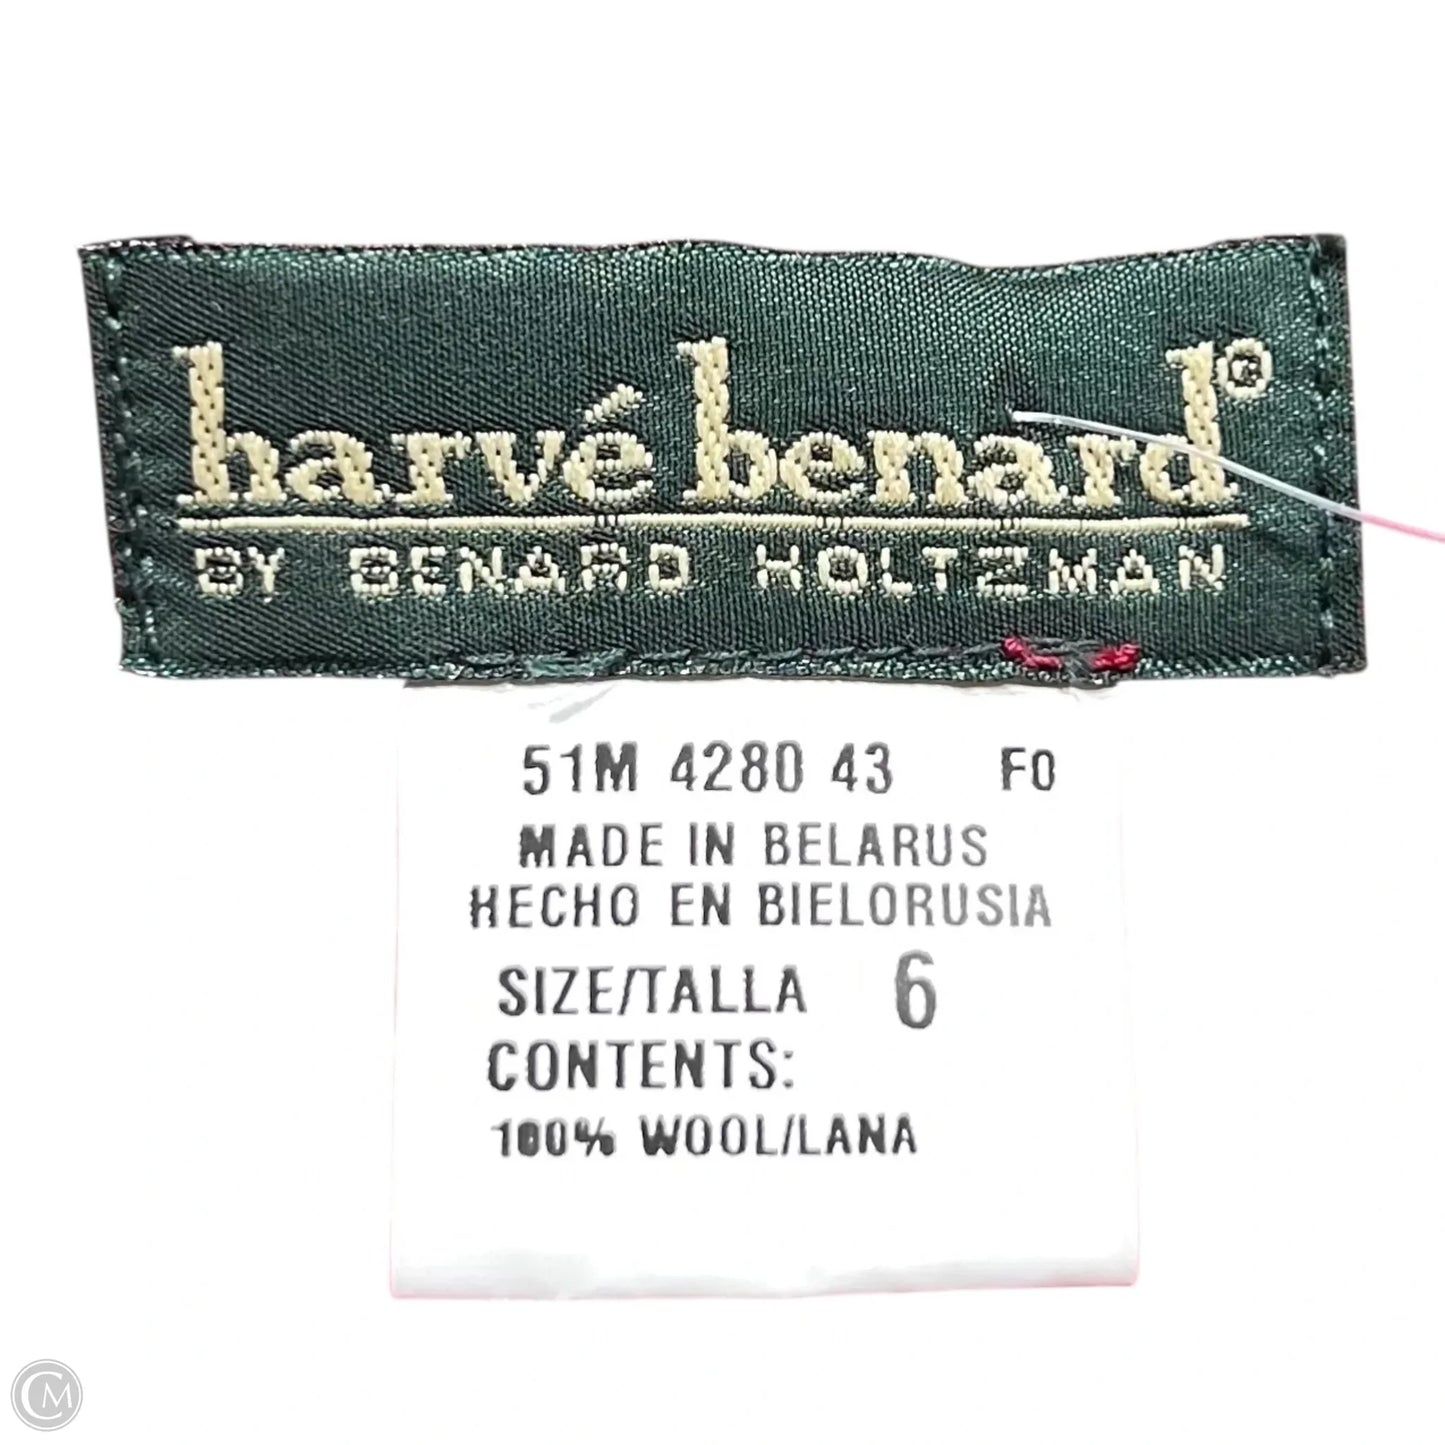 harvé benard®
BY BENARD HOLTZMAN
51M 4280 43 F0
MADE IN BELARUS
HECHO EN BIELORUSIA
SIZE/TALLA 6
CONTENTS:
100% WOOL/LANA
CM